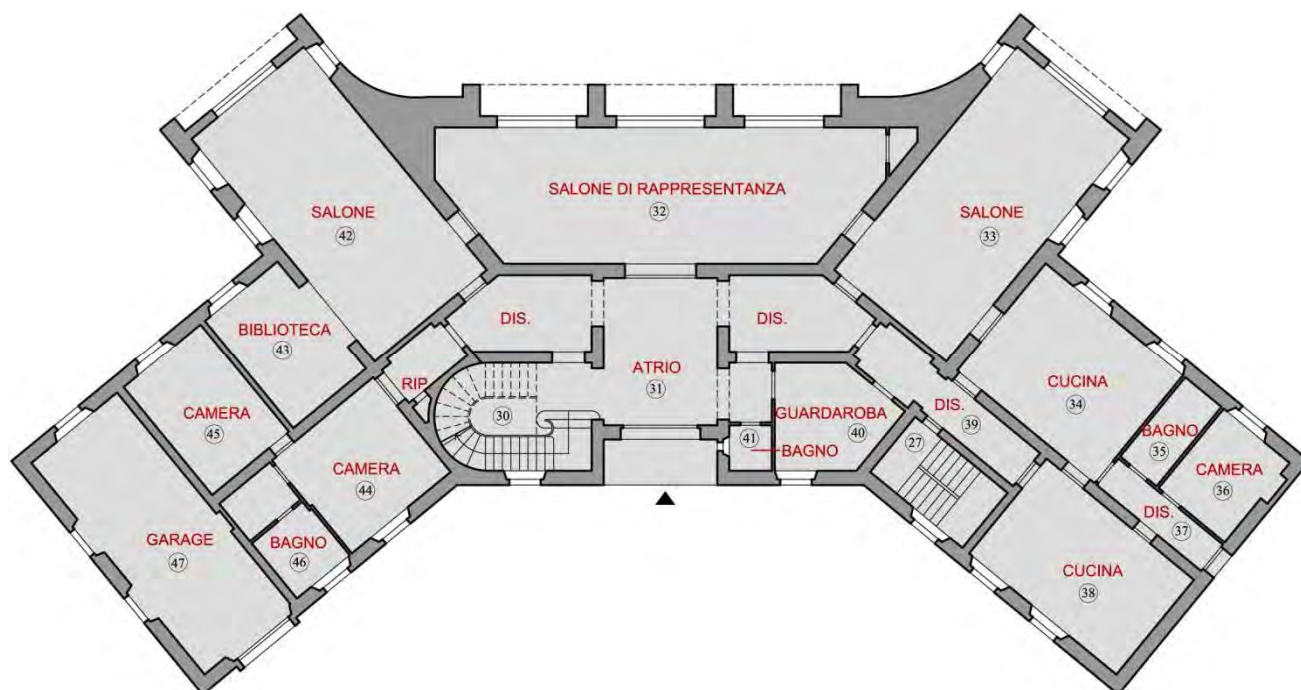 SALONE DI RAPPRESENTANZA
32
SALONE
42
SALONE
33
BIBLIOTECA
43
DIS.
DIS.
ATRIO
31
RIP
30
CAMERA
45
CAMERA
44
GARAGE
47
BAGNO
46
GUARDAROBA
40
41
BAGNO
27
DIS.
39
CUCINA
34
BAGNO
35
CAMERA
36
DIS.
37
CUCINA
38